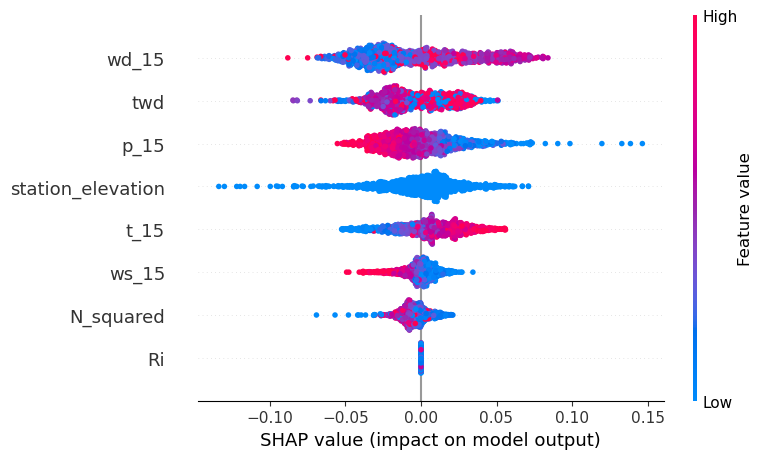 High
wd_15
twd
p_15
station_elevation
t_15
ws_15
N_squared
Ri
Feature value
Low
−0.10 −0.05 0.00 0.05 0.10 0.15
SHAP value (impact on model output)